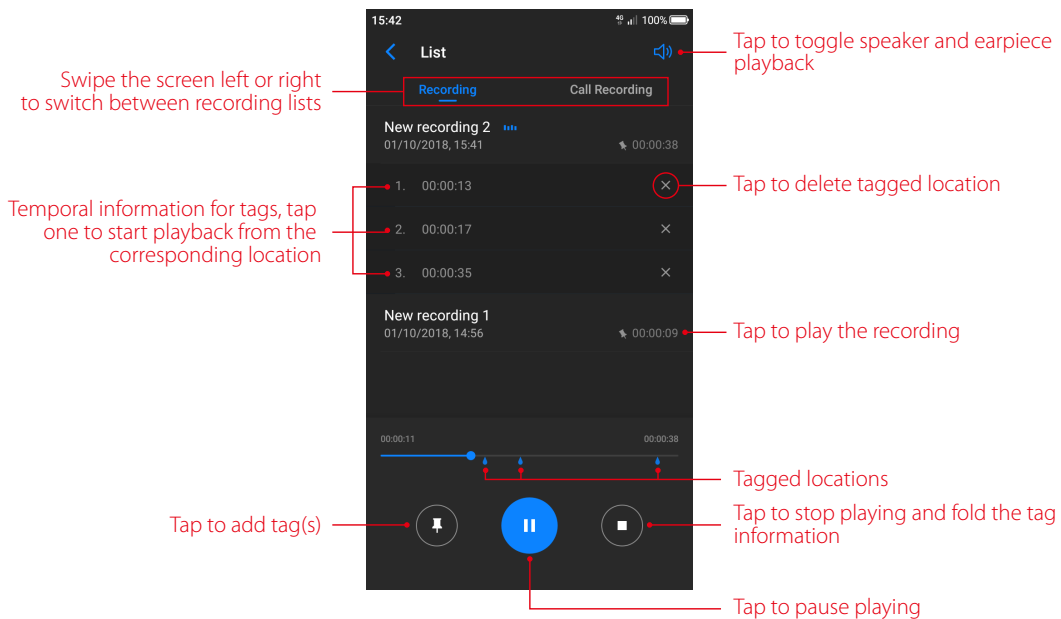 15:42
4G 100%
List
Tap to toggle speaker and earpiece
playback
Swipe the screen left or right
to switch between recording lists
Recording
Call Recording
New recording 2
01/10/2018, 15:41
00:00:38
1. 00:00:13
Tap to delete tagged location
Temporal information for tags, tap
one to start playback from the
corresponding location
2. 00:00:17
3. 00:00:35
New recording 1
01/10/2018, 14:56
00:00:09
Tap to play the recording
00:00:11
00:00:38
Tagged locations
Tap to add tag(s)
Tap to stop playing and fold the tag
information
Tap to pause playing